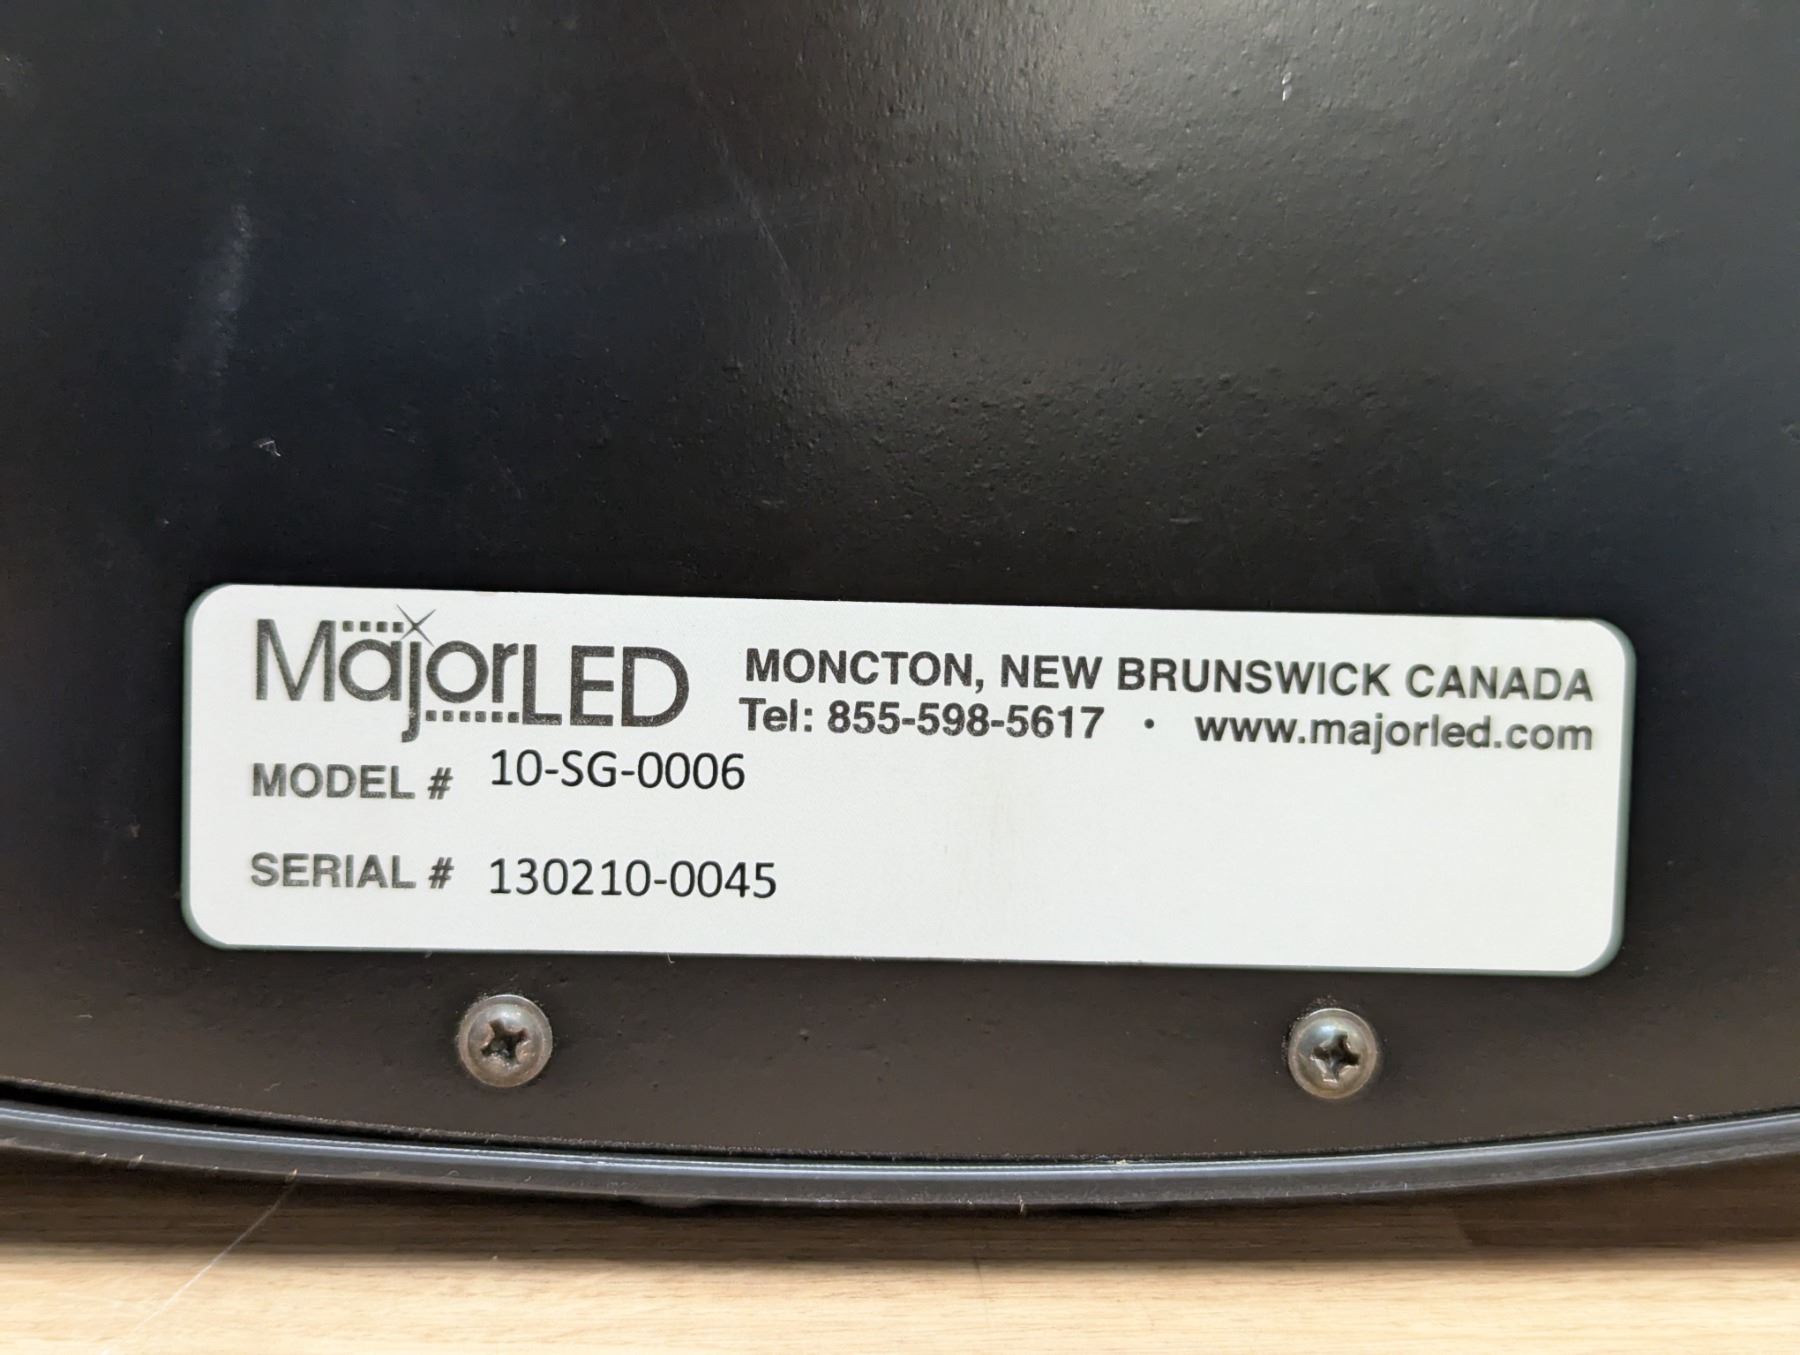 MajorLED
MONCTON, NEW BRUNSWICK CANADA
Tel: 855-598-5617 • www.majorled.com
MODEL # 10-SG-0006
SERIAL # 130210-0045